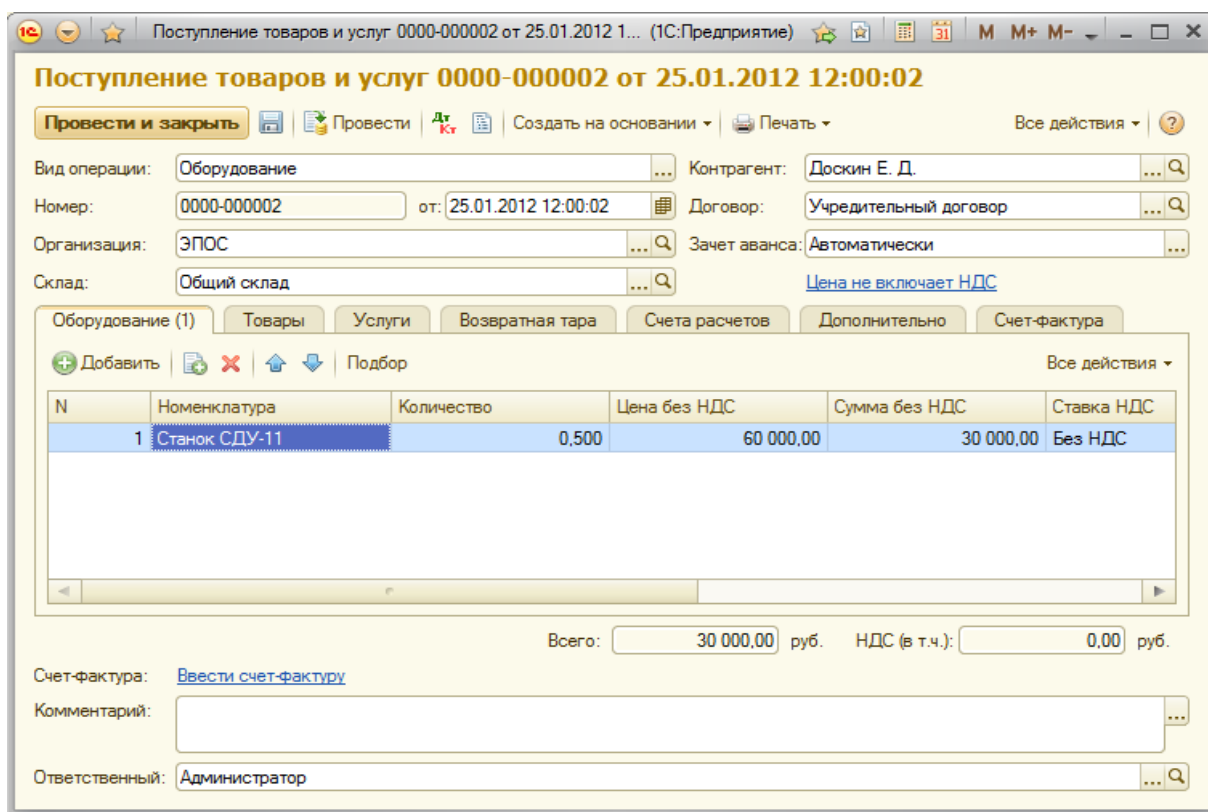 1С Поступление товаров и услуг 0000-000002 от 25.01.2012 1... (1С:Предприятие) 31 M M+ M-
Поступление товаров и услуг 0000-000002 от 25.01.2012 12:00:02
Провести и закрыть Провести Дт Кт Создать на основании Печать Все действия ?
Вид операции: Оборудование ... Контрагент: Доскин Е. Д. ...
Номер: 0000-000002 от: 25.01.2012 12:00:02 Договор: Учредительный договор ...
Организация: ЭПОС ... Зачет аванса: Автоматически ...
Склад: Общий склад ... Цена не включает НДС
Оборудование (1) Товары Услуги Возвратная тара Счета расчетов Дополнительно Счет-фактура
Добавить Подбор Все действия
N Номенклатура Количество Цена без НДС Сумма без НДС Ставка НДС
1 Станок СДУ-11 0,500 60 000,00 30 000,00 Без НДС
Всего: 30 000,00 руб. НДС (в т.ч.): 0,00 руб.
Счет-фактура: Ввести счет-фактуру
Комментарий: ...
Ответственный: Администратор ...